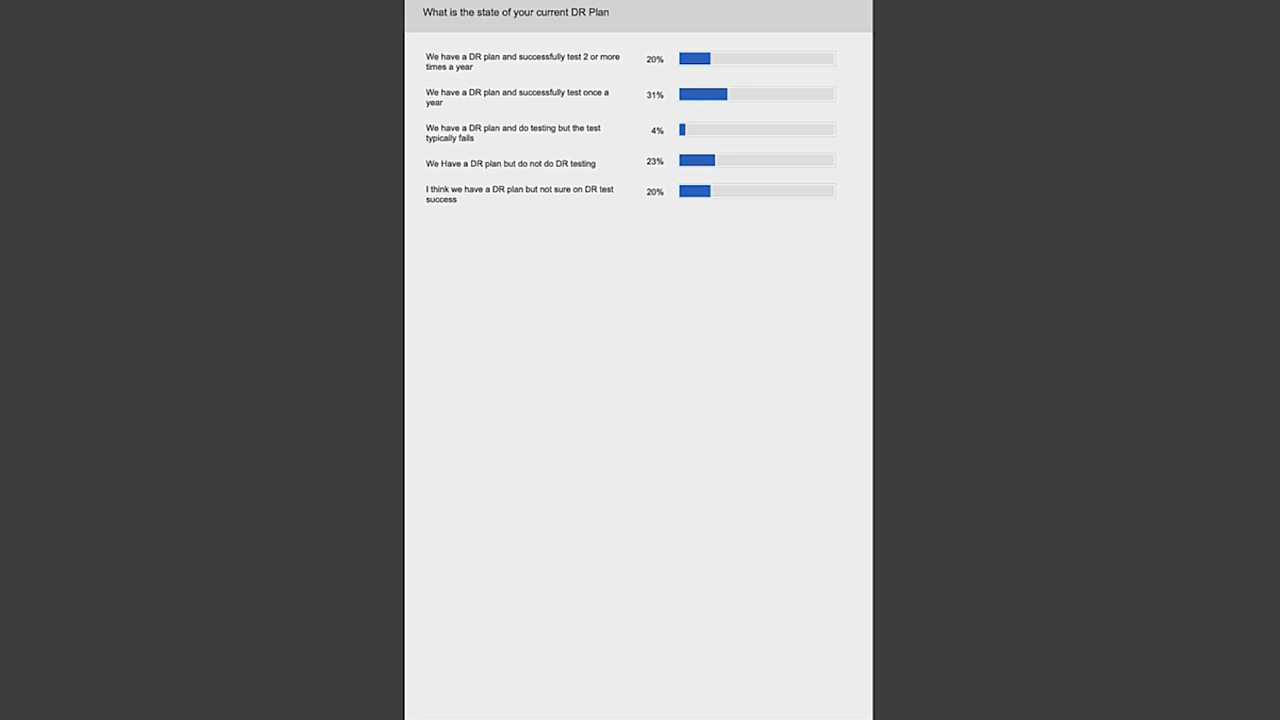 What is the state of your current DR Plan
We have a DR plan and successfully test 2 or more
times a year
20%
We have a DR plan and successfully test once a
year
31%
We have a DR plan and do testing but the test
typically fails
4%
We Have a DR plan but do not do DR testing
23%
I think we have a DR plan but not sure on DR test
success
20%